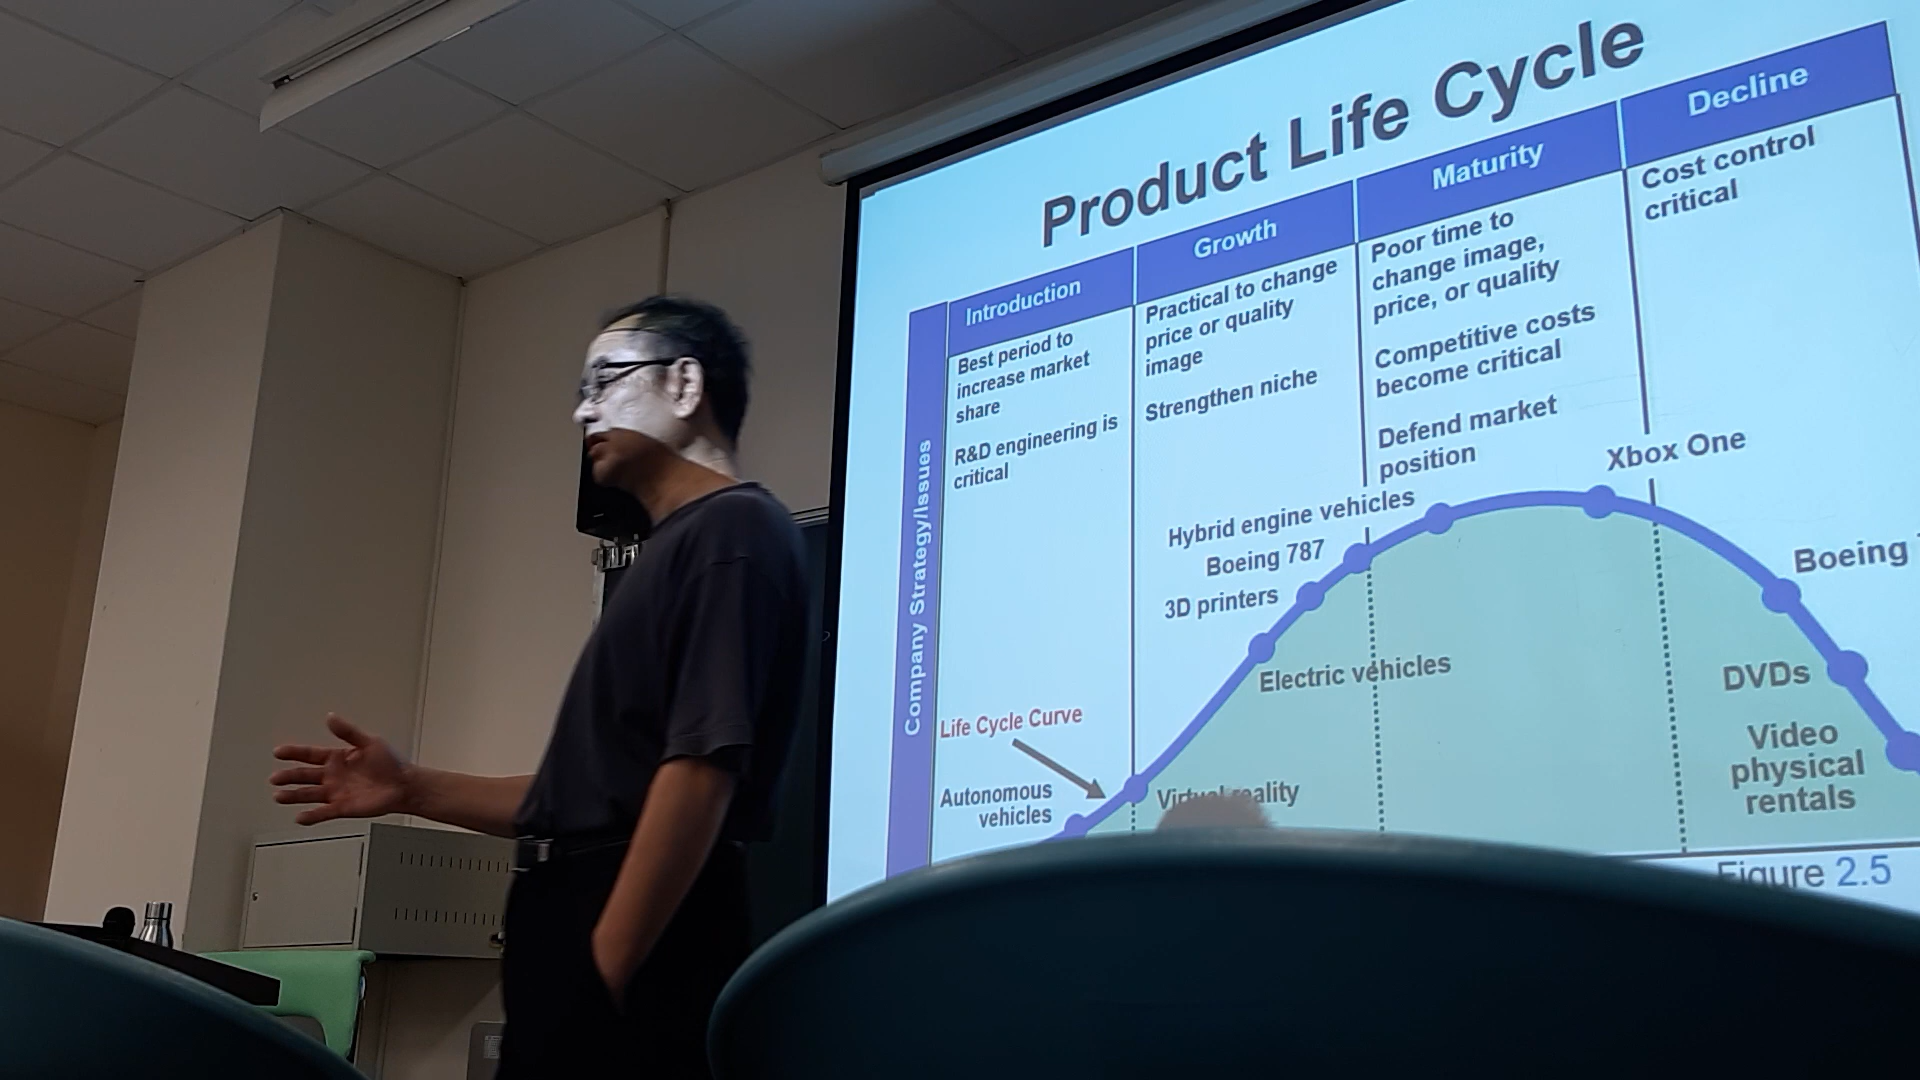 Product Life Cycle
Company Strategy/Issues
Introduction
Best period to
increase market
share
R&D engineering is
critical
Growth
Practical to change
price or quality
image
Strengthen niche
Maturity
Poor time to
change image,
price, or quality
Competitive costs
become critical
Defend market
position
Decline
Cost control
critical
Xbox One
Hybrid engine vehicles
Boeing 787
3D printers
Boeing
Electric vehicles
DVDs
Life Cycle Curve
Video
physical
rentals
Autonomous
vehicles
Virtual reality
Figure 2.5